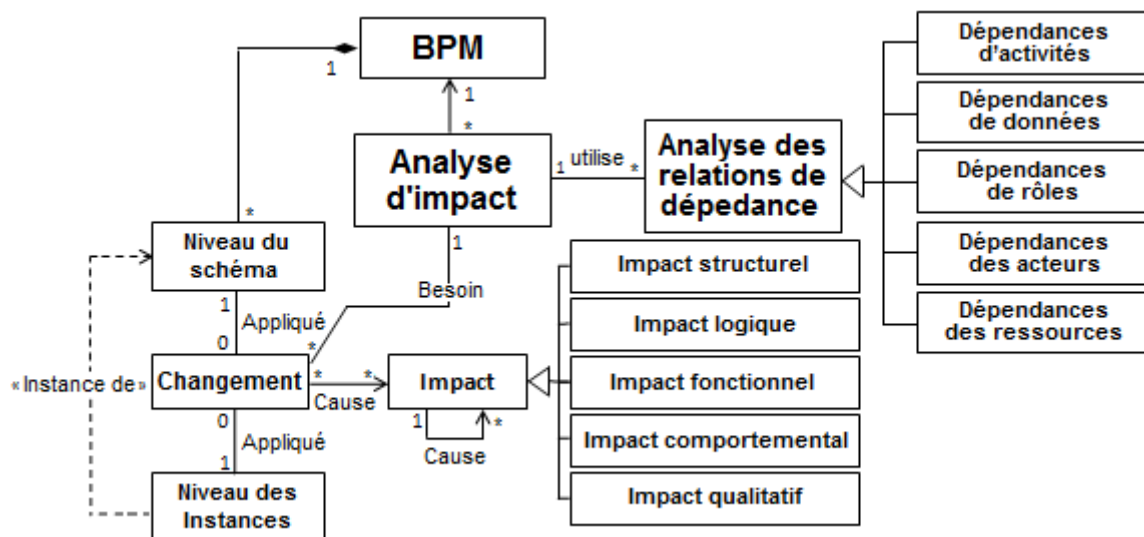 BPM
1
1
*
Analyse
d'impact
1
utilise
*
Analyse des
relations de
dépedance
Dépendances
d'activités
Dépendances
de données
Dépendances
de rôles
Dépendances
des acteurs
Dépendances
des ressources
*
Niveau du
schéma
1
Appliqué
0
1
Besoin
*
«Instance de»
Changement
*
*
Cause
Impact
1
*
Cause
Impact structurel
Impact logique
Impact fonctionnel
Impact comportemental
Impact qualitatif
0
Appliqué
1
Niveau des
Instances